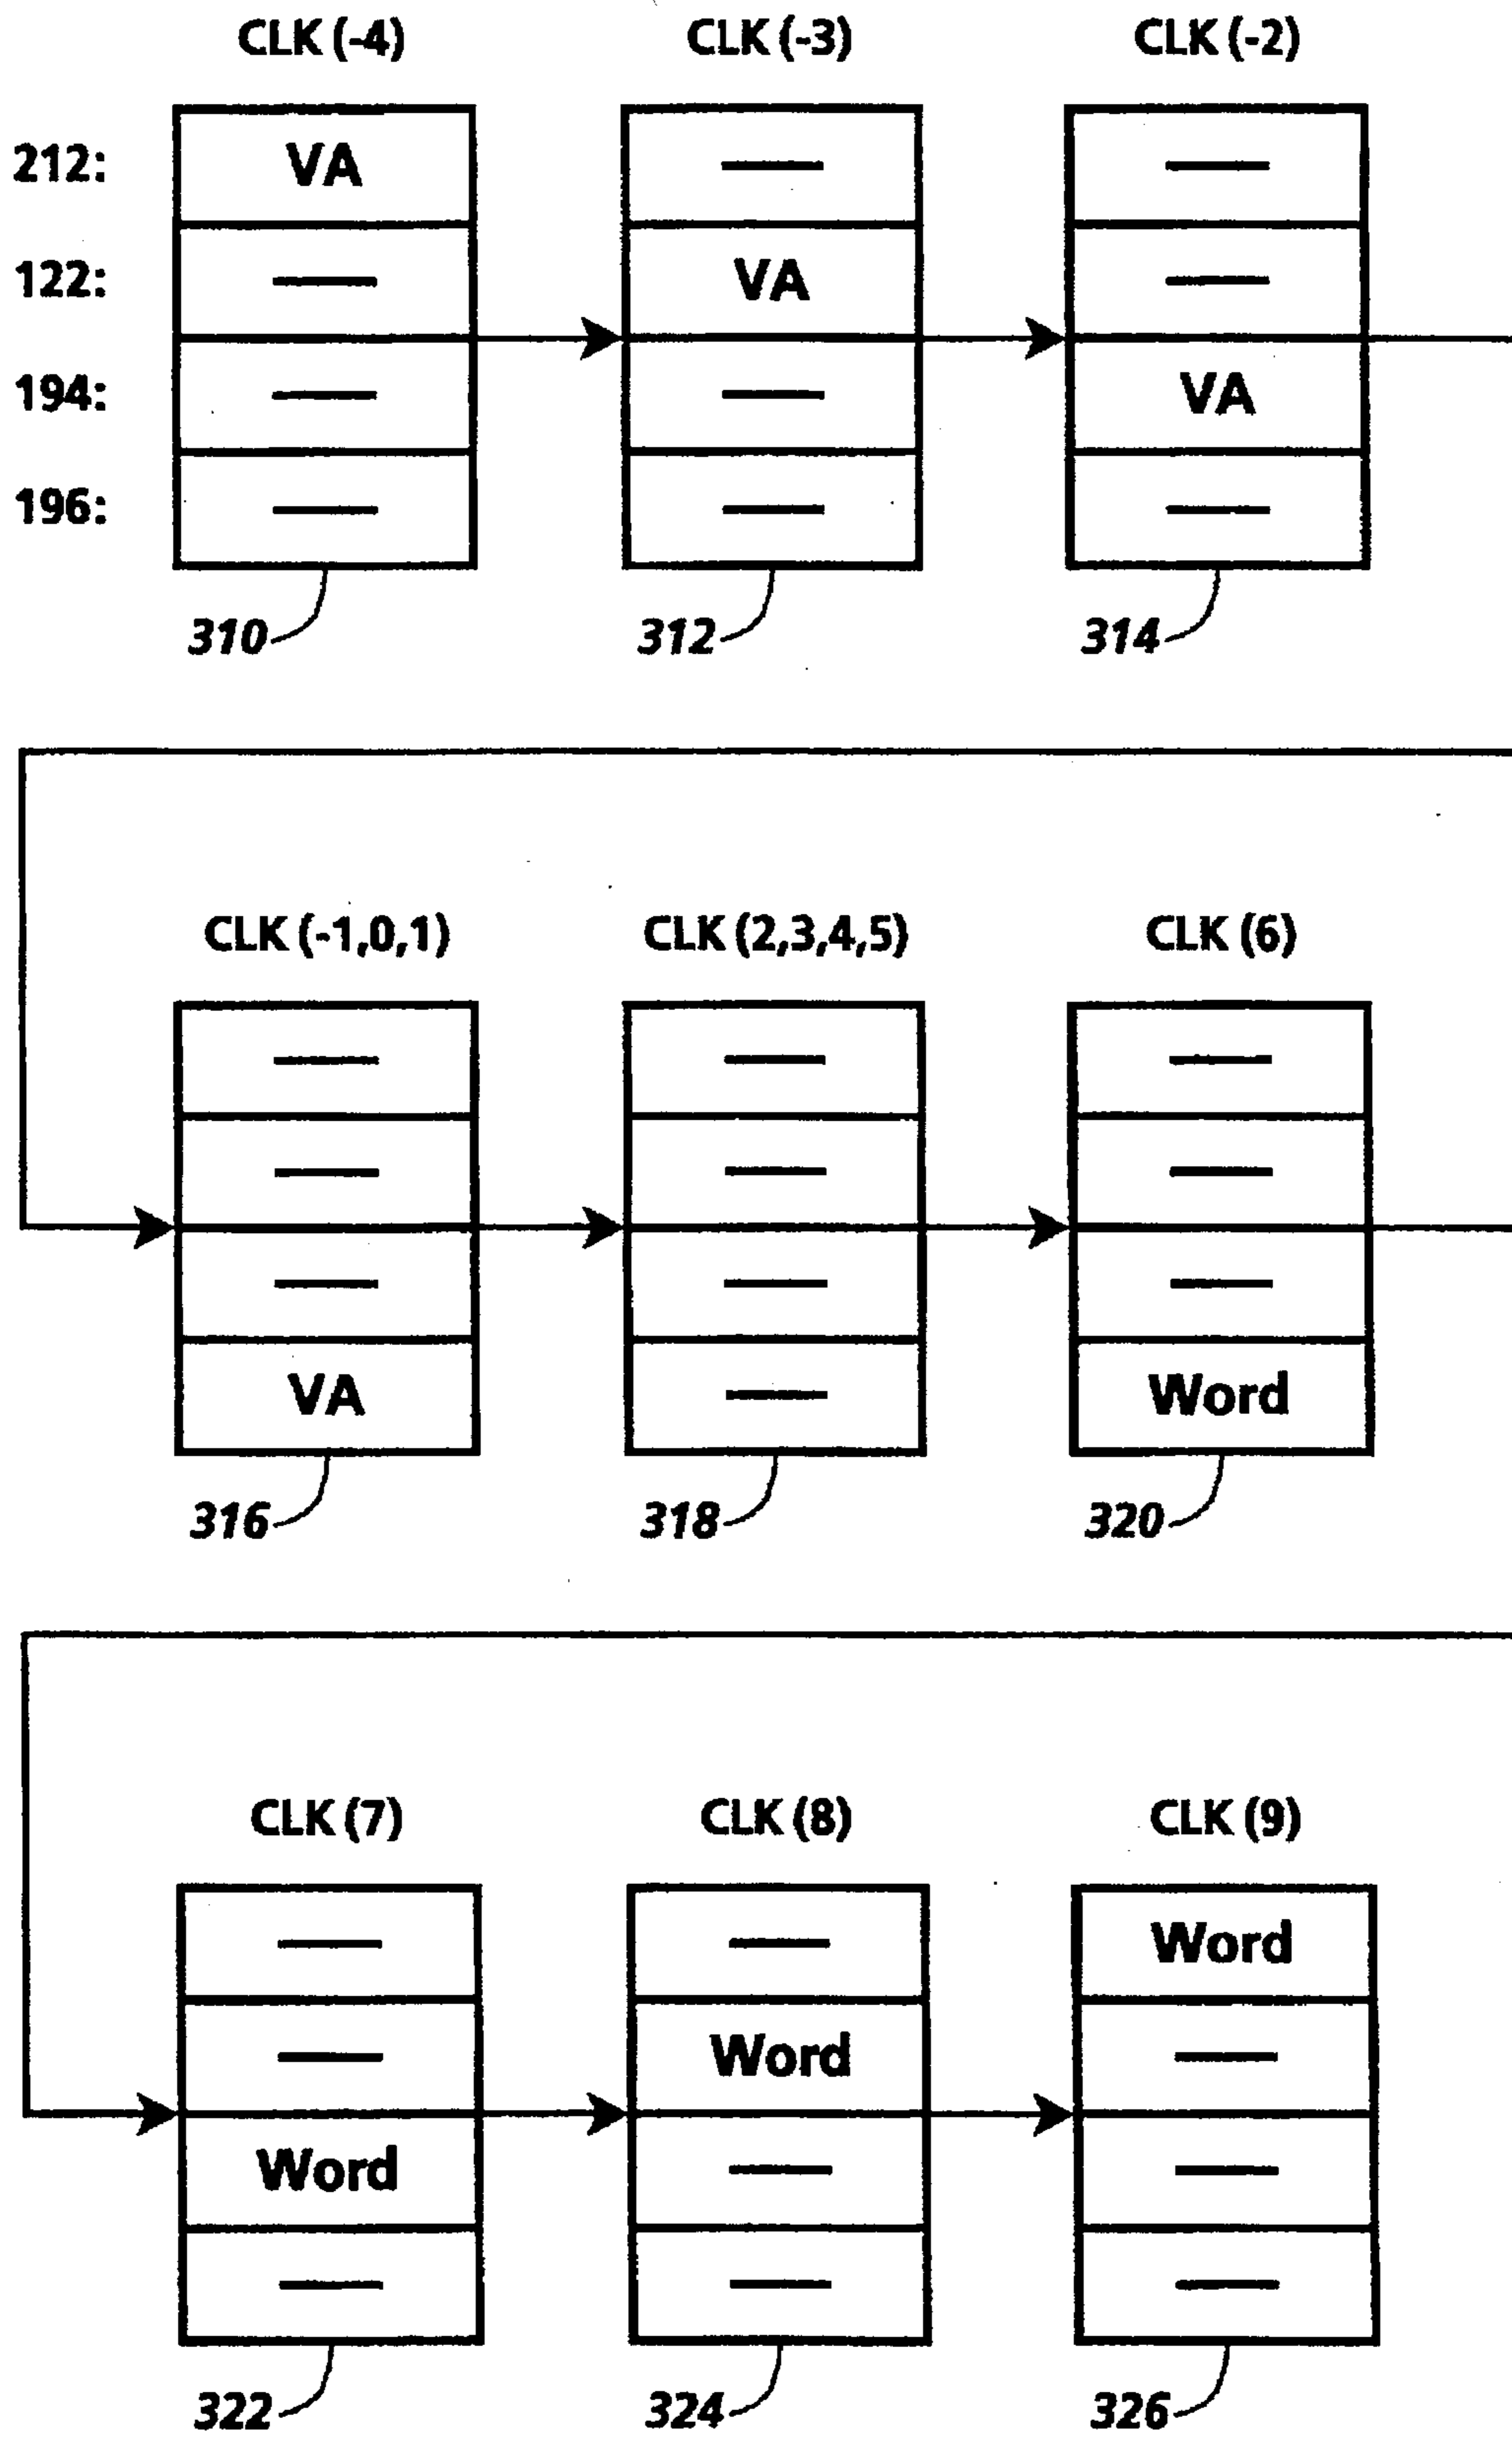 CLK (-4) CLK (-3) CLK (-2)
212: VA — —
122: — VA —
194: — — VA
196: — — —
310 312 314
CLK (-1,0,1) CLK (2,3,4,5) CLK (6)
— — —
— — —
— — —
VA — Word
316 318 320
CLK (7) CLK (8) CLK (9)
— — Word
— Word —
Word — —
— — —
322 324 326